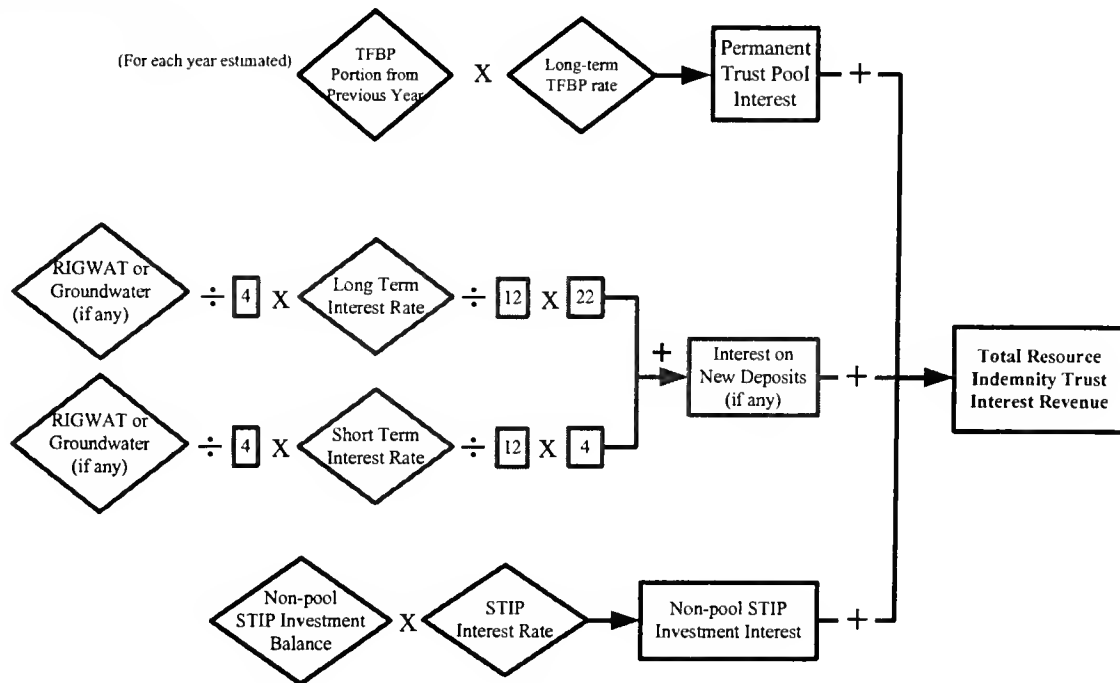 (For each year estimated)
TFBP
Portion from
Previous Year
X
Long-term
TFBP rate
Permanent
Trust Pool
Interest
+
RIGWAT or
Groundwater
(if any)
÷ 4 X
Long Term
Interest Rate
÷ 12 X 22
RIGWAT or
Groundwater
(if any)
÷ 4 X
Short Term
Interest Rate
÷ 12 X 4
+
Interest on
New Deposits
(if any)
+
Total Resource
Indemnity Trust
Interest Revenue
Non-pool
STIP Investment
Balance
X
STIP
Interest Rate
Non-pool STIP
Investment Interest
+